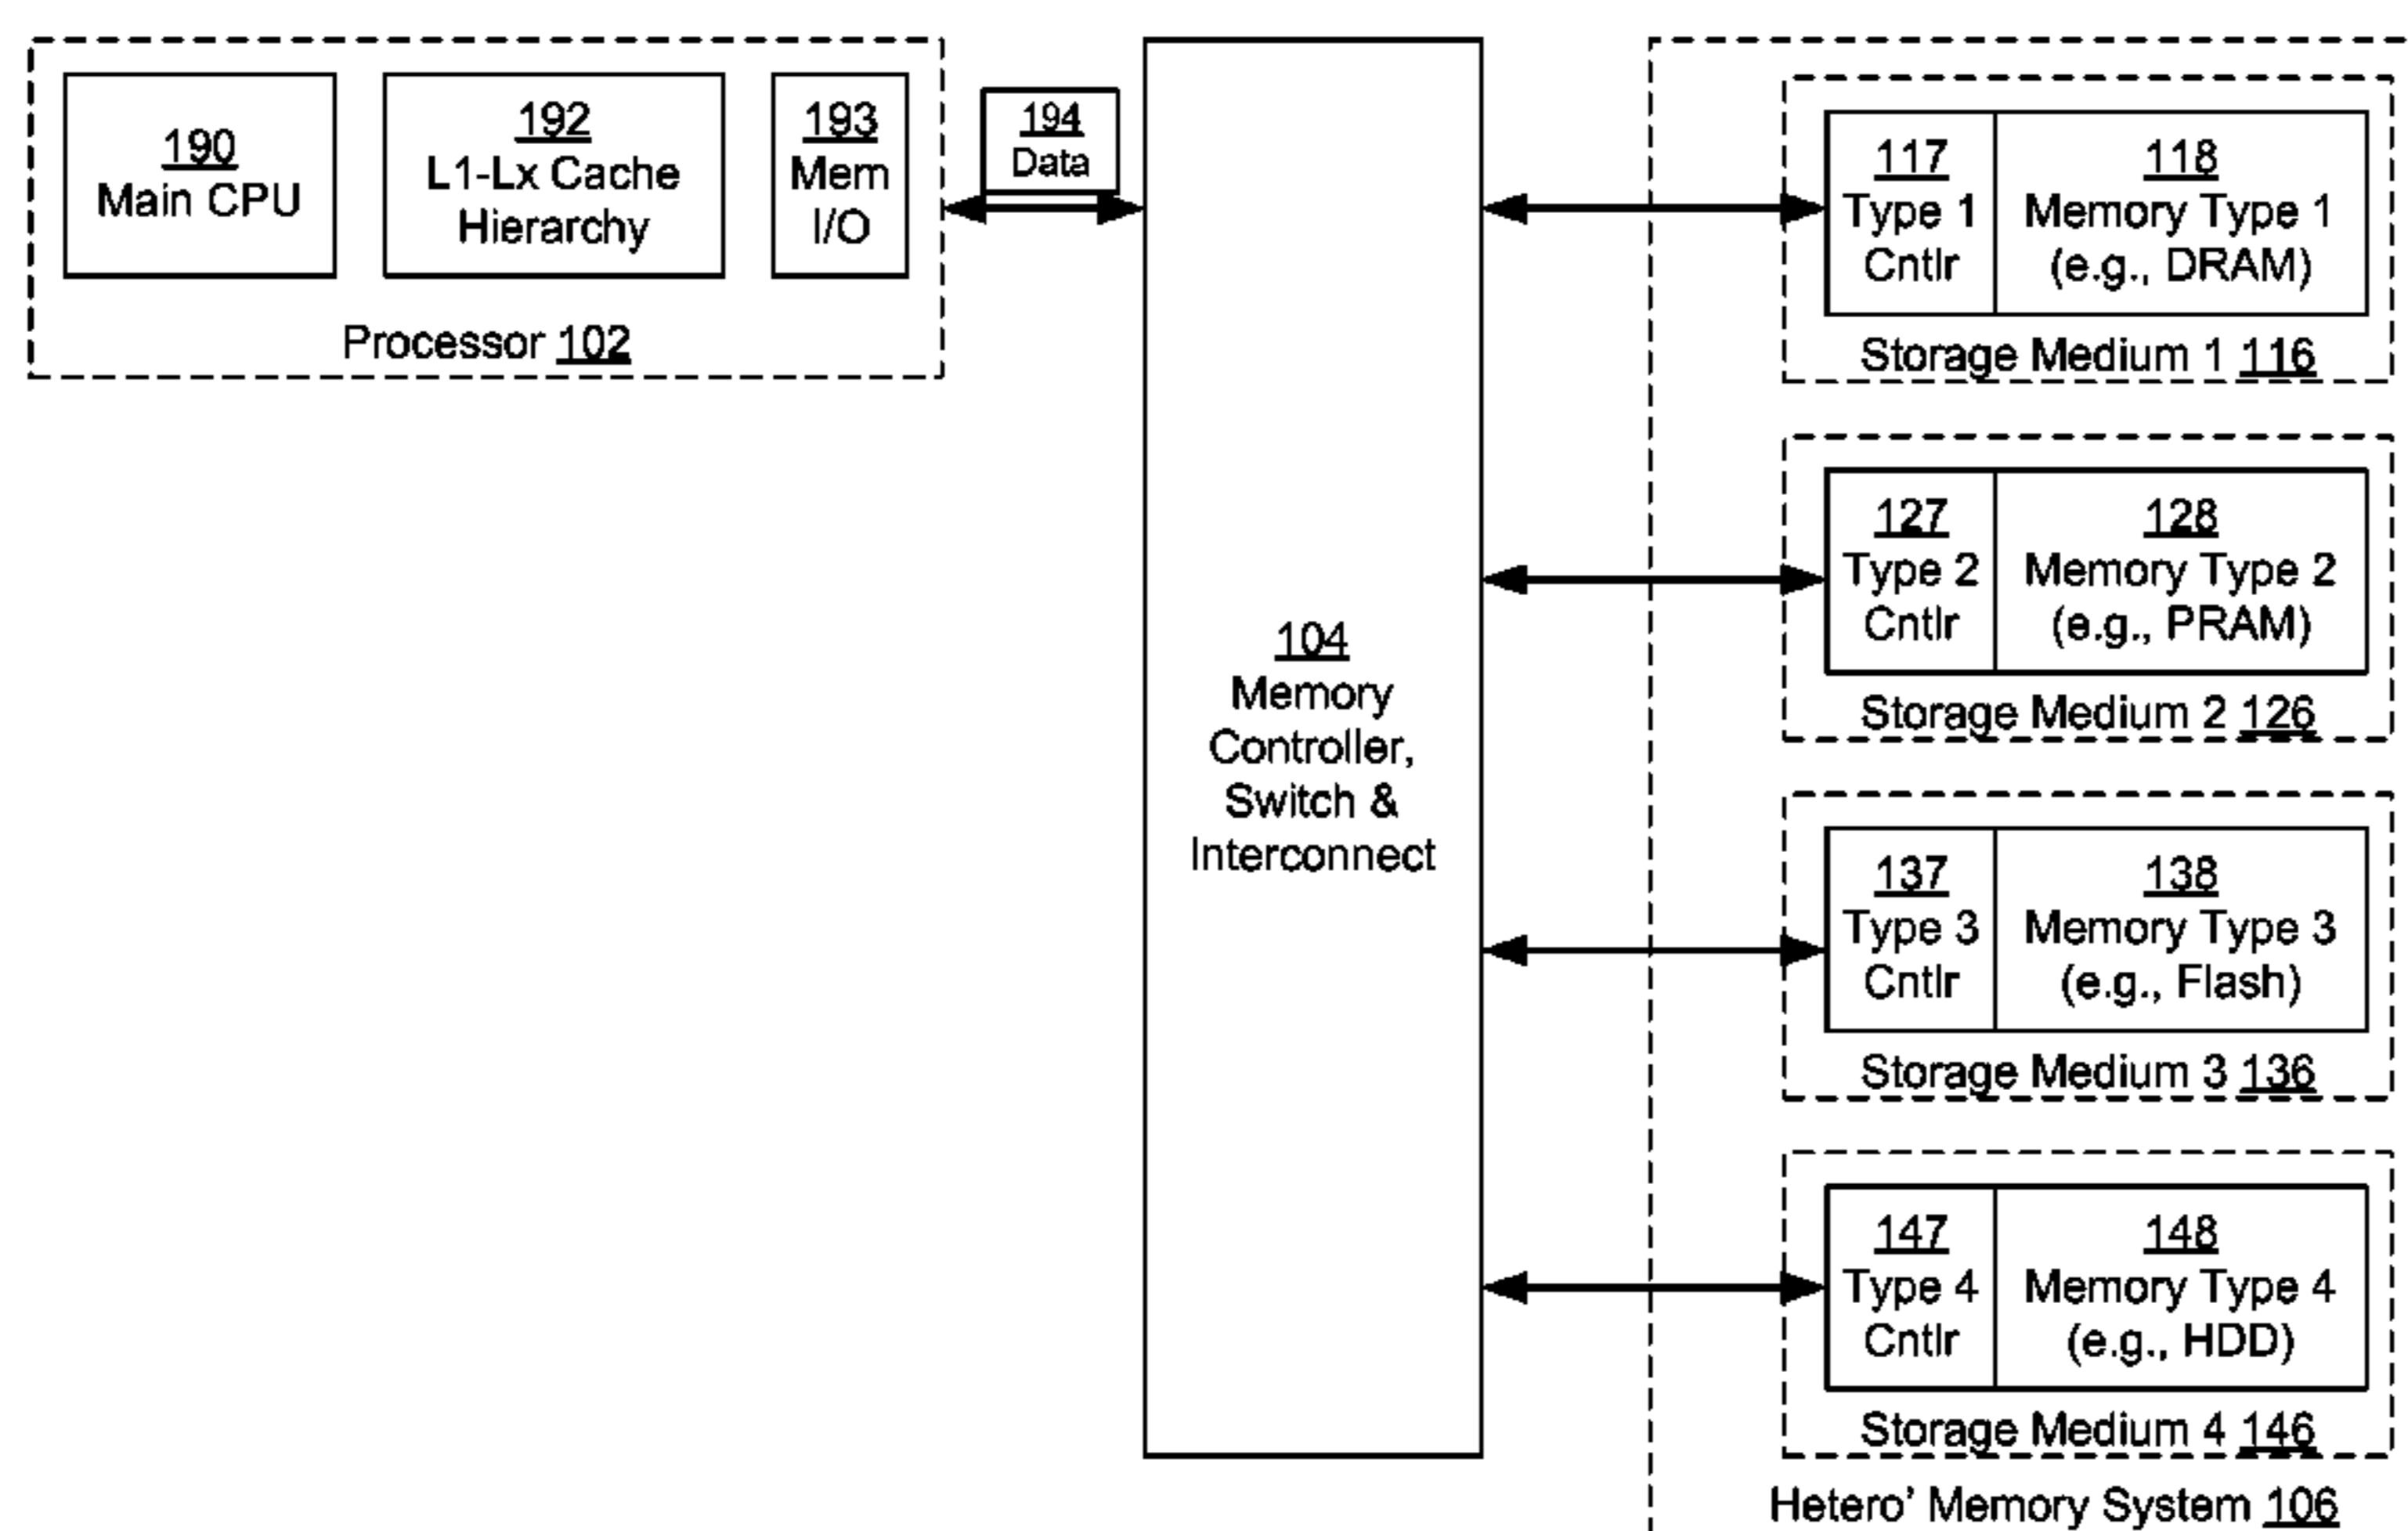 190
Main CPU
192
L1-Lx Cache
Hierarchy
193
Mem
I/O
Processor 102
194
Data
104
Memory
Controller,
Switch &
Interconnect
117
Type 1
Cntlr
118
Memory Type 1
(e.g., DRAM)
Storage Medium 1 116
127
Type 2
Cntlr
128
Memory Type 2
(e.g., PRAM)
Storage Medium 2 126
137
Type 3
Cntlr
138
Memory Type 3
(e.g., Flash)
Storage Medium 3 136
147
Type 4
Cntlr
148
Memory Type 4
(e.g., HDD)
Storage Medium 4 146
Hetero' Memory System 106